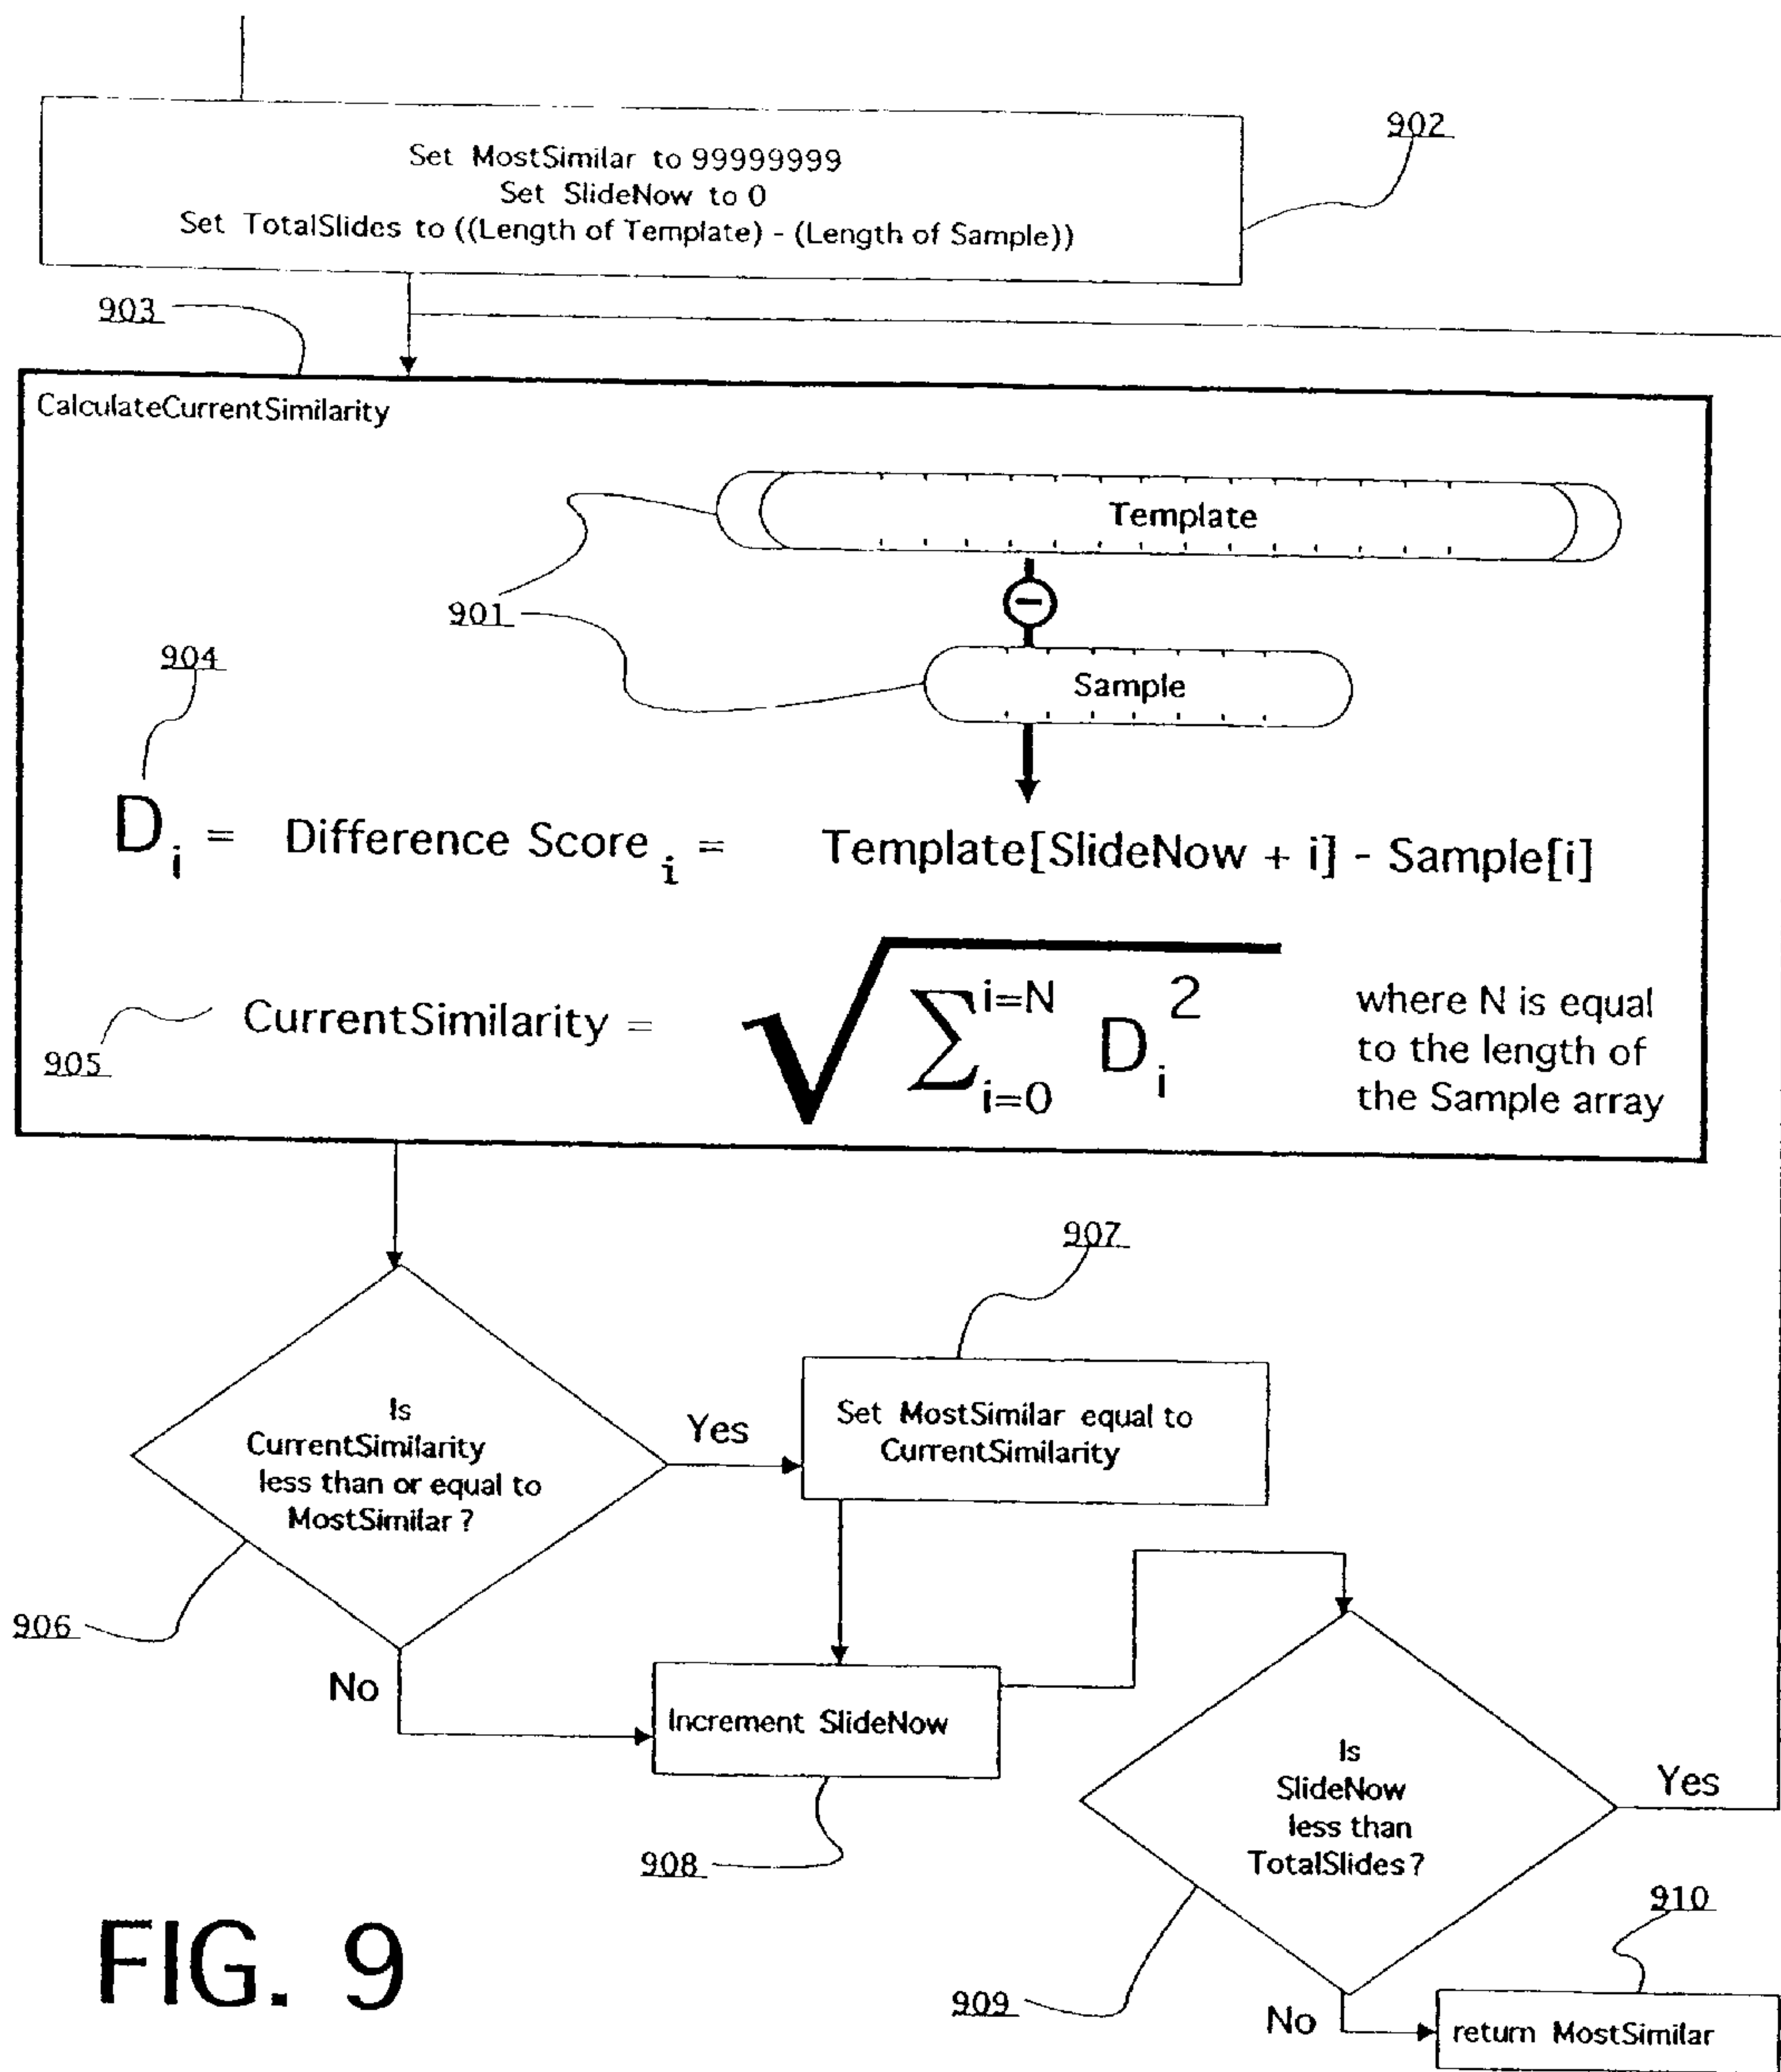 902
Set MostSimilar to 99999999
Set SlideNow to 0
Set TotalSlides to ((Length of Template) - (Length of Sample))
903
CalculateCurrentSimilarity
Template
901
−
Sample
904
D i = Difference Score i = Template[SlideNow + i] - Sample[i]
905
CurrentSimilarity = √ ∑ i=0 i=N D i 2
where N is equal
to the length of
the Sample array
907
Is
CurrentSimilarity
less than or equal to
MostSimilar ?
Yes
Set MostSimilar equal to
CurrentSimilarity
906
No
Increment SlideNow
908
Is
SlideNow
less than
TotalSlides?
Yes
909
No
910
return MostSimilar
FIG. 9